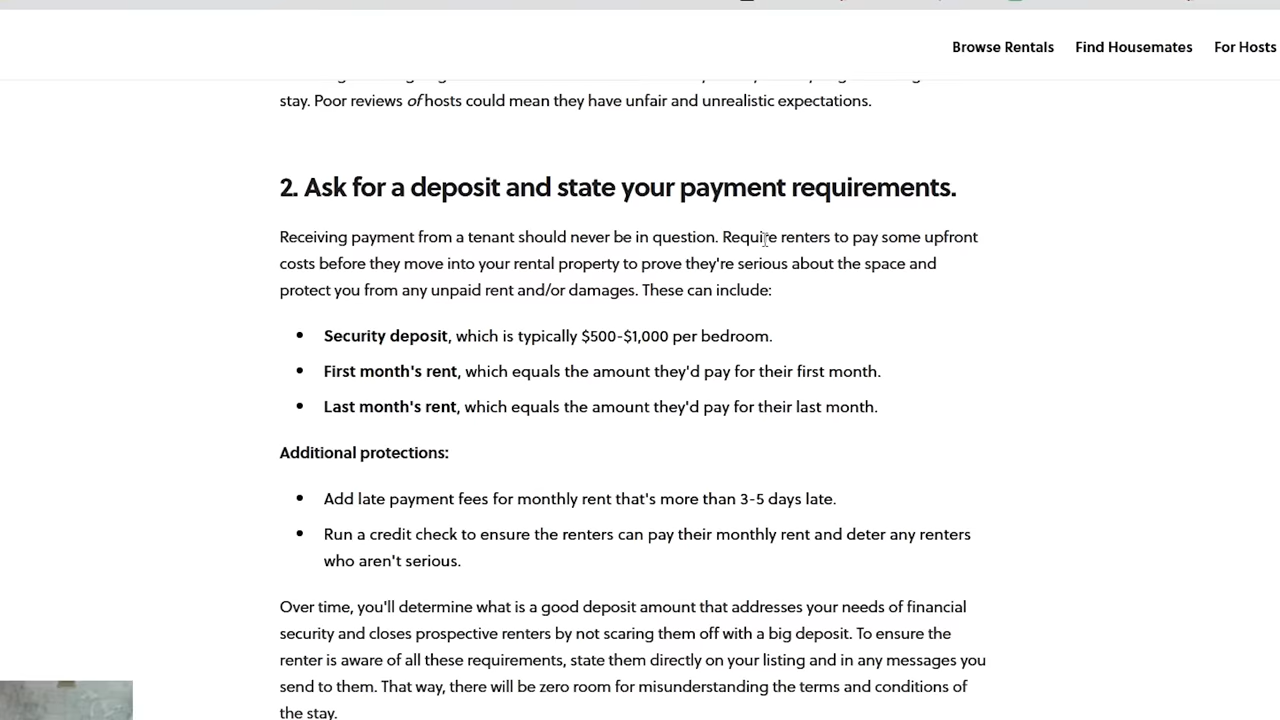 Browse Rentals Find Housemates For Hosts
stay. Poor reviews of hosts could mean they have unfair and unrealistic expectations.
2. Ask for a deposit and state your payment requirements.
Receiving payment from a tenant should never be in question. Require renters to pay some upfront
costs before they move into your rental property to prove they're serious about the space and
protect you from any unpaid rent and/or damages. These can include:
• Security deposit, which is typically $500-$1,000 per bedroom.
• First month's rent, which equals the amount they'd pay for their first month.
• Last month's rent, which equals the amount they'd pay for their last month.
Additional protections:
• Add late payment fees for monthly rent that's more than 3-5 days late.
• Run a credit check to ensure the renters can pay their monthly rent and deter any renters
who aren't serious.
Over time, you'll determine what is a good deposit amount that addresses your needs of financial
security and closes prospective renters by not scaring them off with a big deposit. To ensure the
renter is aware of all these requirements, state them directly on your listing and in any messages you
send to them. That way, there will be zero room for misunderstanding the terms and conditions of
the stay.